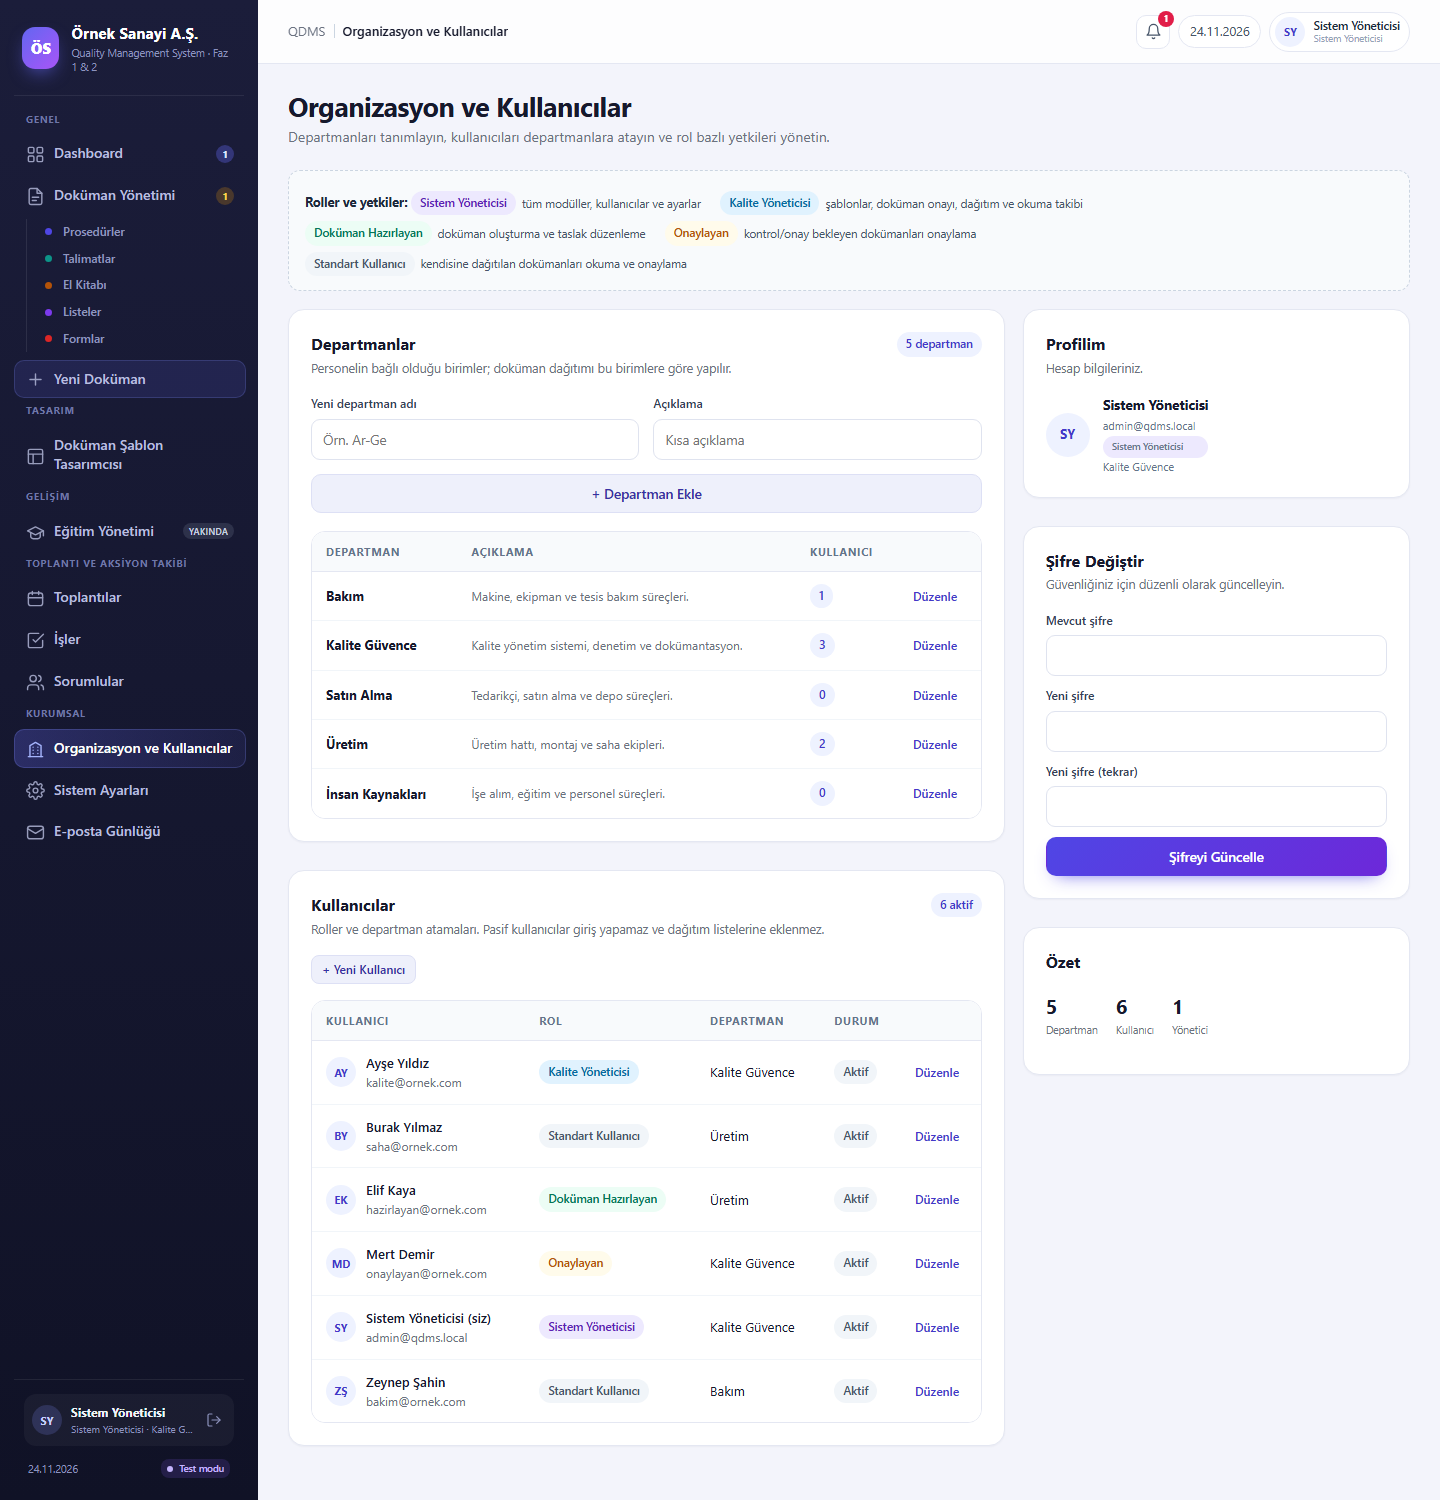 ÖS
Örnek Sanayi A.Ş.
Quality Management System · Faz
1 & 2
GENEL
Dashboard
1
Doküman Yönetimi
1
Prosedürler
Talimatlar
El Kitabı
Listeler
Formlar
Yeni Doküman
TASARIM
Doküman Şablon
Tasarımcısı
GELİŞİM
Eğitim Yönetimi
YAKINDA
TOPLANTI VE AKSİYON TAKİBİ
Toplantılar
İşler
Sorumlular
KURUMSAL
Organizasyon ve Kullanıcılar
Sistem Ayarları
E-posta Günlüğü
SY
Sistem Yöneticisi
Sistem Yöneticisi · Kalite G...
24.11.2026
Test modu
QDMS
Organizasyon ve Kullanıcılar
1
24.11.2026
SY
Sistem Yöneticisi
Sistem Yöneticisi
Organizasyon ve Kullanıcılar
Departmanları tanımlayın, kullanıcıları departmanlara atayın ve rol bazlı yetkileri yönetin.
Roller ve yetkiler: Sistem Yöneticisi tüm modüller, kullanıcılar ve ayarlar Kalite Yöneticisi şablonlar, doküman onayı, dağıtım ve okuma takibi
Doküman Hazırlayan doküman oluşturma ve taslak düzenleme Onaylayan kontrol/onay bekleyen dokümanları onaylama
Standart Kullanıcı kendisine dağıtılan dokümanları okuma ve onaylama
Departmanlar
5 departman
Personelin bağlı olduğu birimler; doküman dağıtımı bu birimlere göre yapılır.
Yeni departman adı
Açıklama
Örn. Ar-Ge
Kısa açıklama
+ Departman Ekle
DEPARTMAN AÇIKLAMA KULLANICI
Bakım Makine, ekipman ve tesis bakım süreçleri. 1 Düzenle
Kalite Güvence Kalite yönetim sistemi, denetim ve dokümantasyon. 3 Düzenle
Satın Alma Tedarikçi, satın alma ve depo süreçleri. 0 Düzenle
Üretim Üretim hattı, montaj ve saha ekipleri. 2 Düzenle
İnsan Kaynakları İşe alım, eğitim ve personel süreçleri. 0 Düzenle
Kullanıcılar
6 aktif
Roller ve departman atamaları. Pasif kullanıcılar giriş yapamaz ve dağıtım listelerine eklenmez.
+ Yeni Kullanıcı
KULLANICI ROL DEPARTMAN DURUM
AY Ayşe Yıldız Kalite Yöneticisi Kalite Güvence Aktif Düzenle
kalite@ornek.com
BY Burak Yılmaz Standart Kullanıcı Üretim Aktif Düzenle
saha@ornek.com
EK Elif Kaya Doküman Hazırlayan Üretim Aktif Düzenle
hazirlayan@ornek.com
MD Mert Demir Onaylayan Kalite Güvence Aktif Düzenle
onaylayan@ornek.com
SY Sistem Yöneticisi (siz) Sistem Yöneticisi Kalite Güvence Aktif Düzenle
admin@qdms.local
ZŞ Zeynep Şahin Standart Kullanıcı Bakım Aktif Düzenle
bakim@ornek.com
Profilim
Hesap bilgileriniz.
SY
Sistem Yöneticisi
admin@qdms.local
Sistem Yöneticisi
Kalite Güvence
Şifre Değiştir
Güvenliğiniz için düzenli olarak güncelleyin.
Mevcut şifre
Yeni şifre
Yeni şifre (tekrar)
Şifreyi Güncelle
Özet
5 6 1
Departman Kullanıcı Yönetici